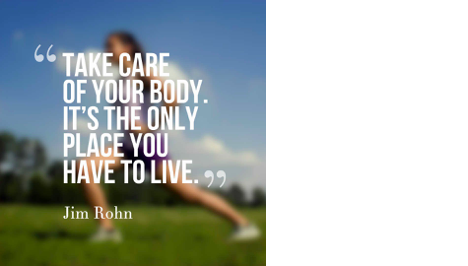 “ TAKE CARE
OF YOUR BODY.
IT'S THE ONLY
PLACE YOU
HAVE TO LIVE. ”
Jim Rohn